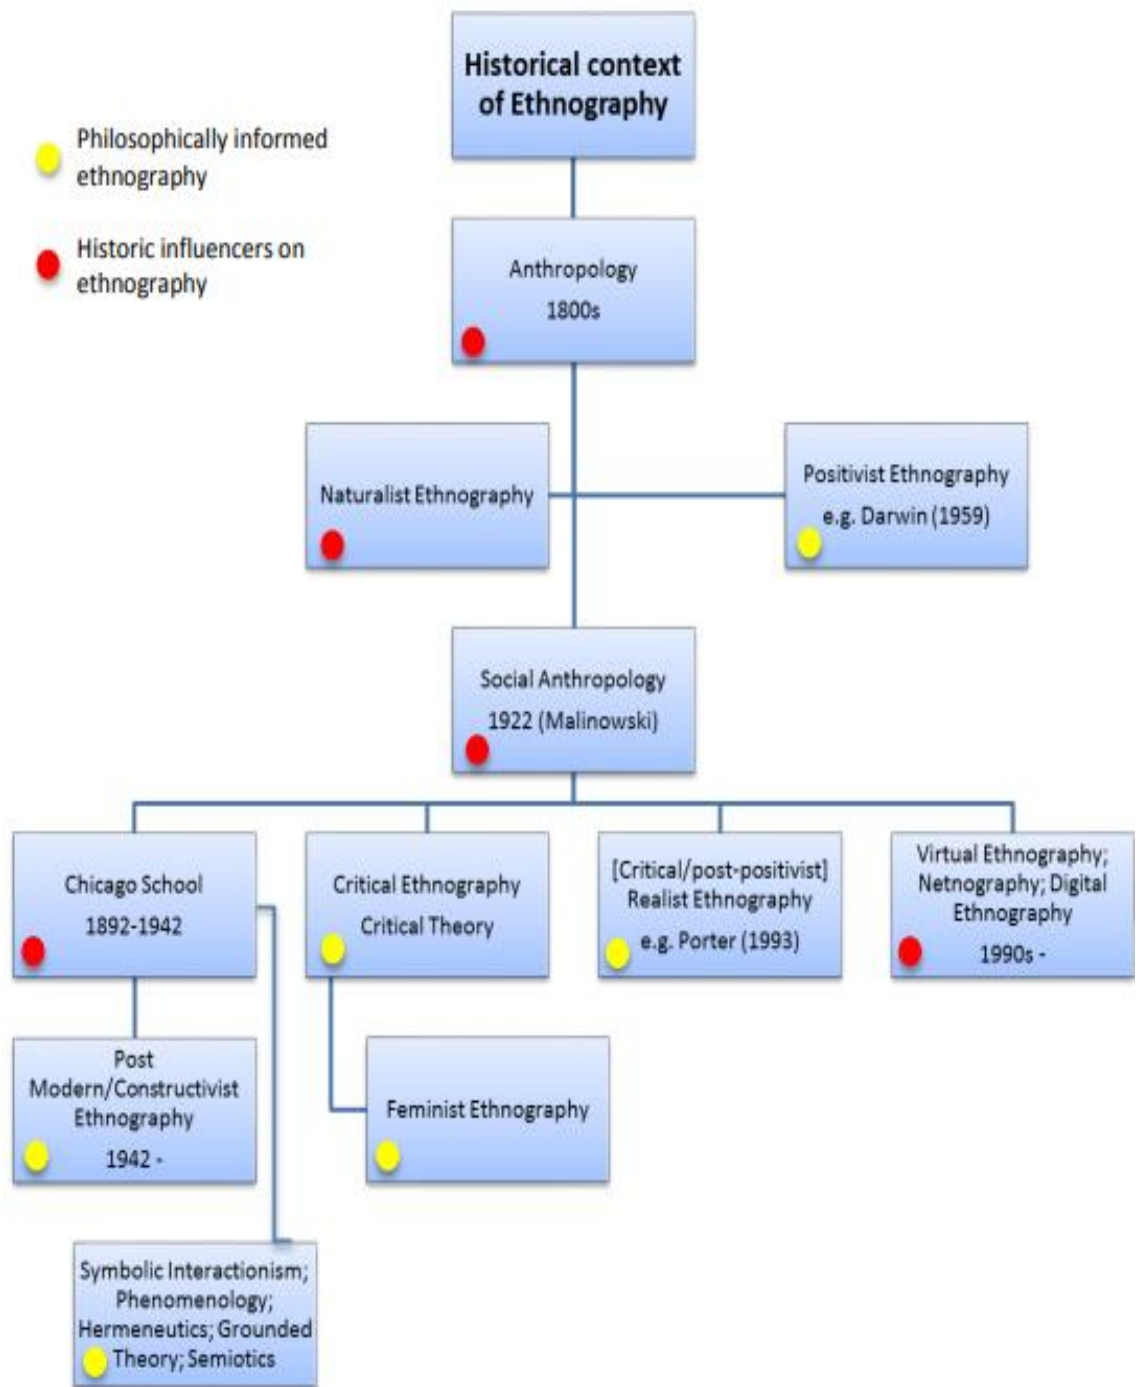 Historical context
of Ethnography
Philosophically informed
ethnography
Historic influencers on
ethnography
Anthropology
1800s
Naturalist Ethnography
Positivist Ethnography
e.g. Darwin (1959)
Social Anthropology
1922 (Malinowski)
Chicago School
1892-1942
Critical Ethnography
Critical Theory
[Critical/post-positivist]
Realist Ethnography
e.g. Porter (1993)
Virtual Ethnography;
Netnography; Digital
Ethnography
1990s -
Post
Modern/Constructivist
Ethnography
1942 -
Feminist Ethnography
Symbolic Interactionism;
Phenomenology;
Hermeneutics; Grounded
Theory; Semiotics